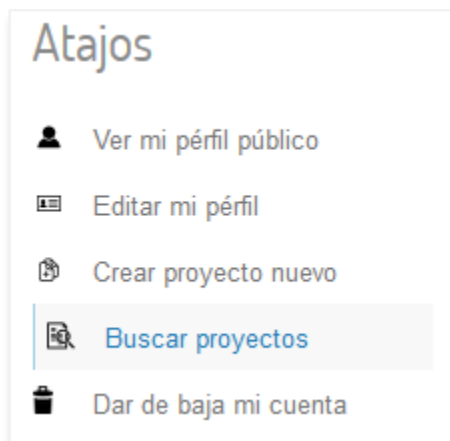 Atajos
Ver mi pérfil público
Editar mi pérfil
Crear proyecto nuevo
Buscar proyectos
Dar de baja mi cuenta